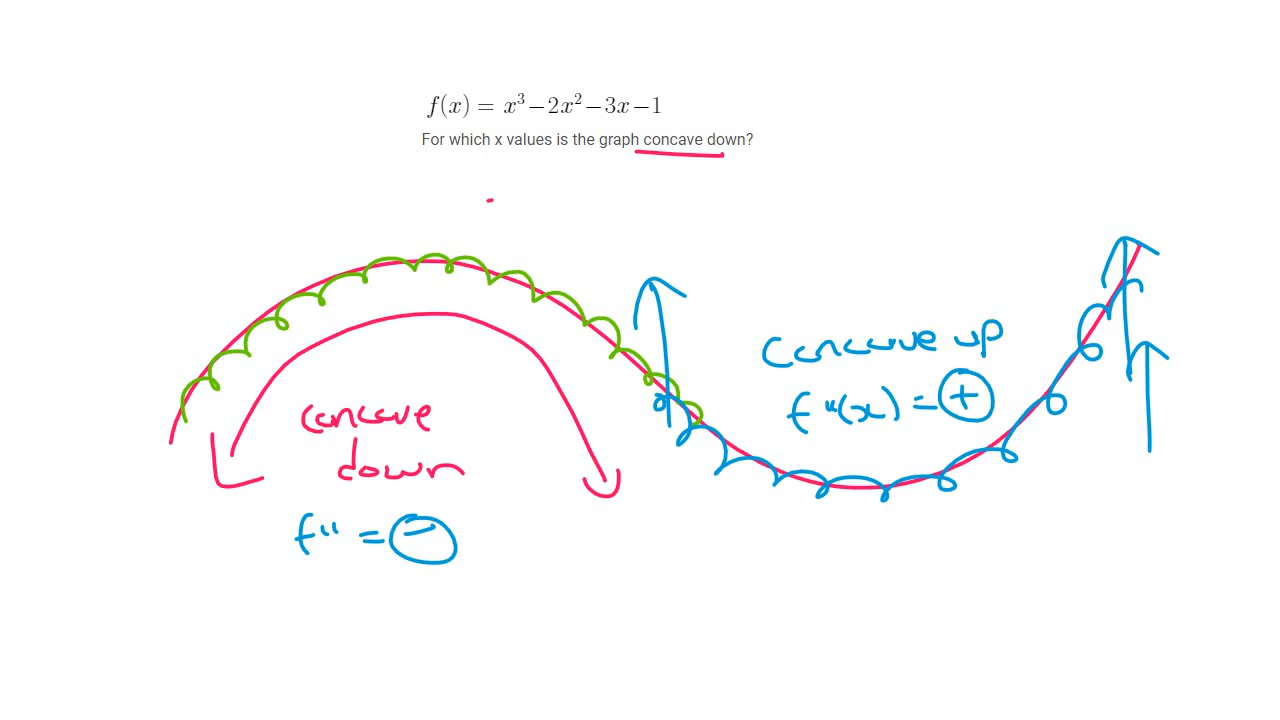 f(x) = x³ − 2x² − 3x − 1
For which x values is the graph concave down?
concave up
f"(x) = +
concave
down
f" = −